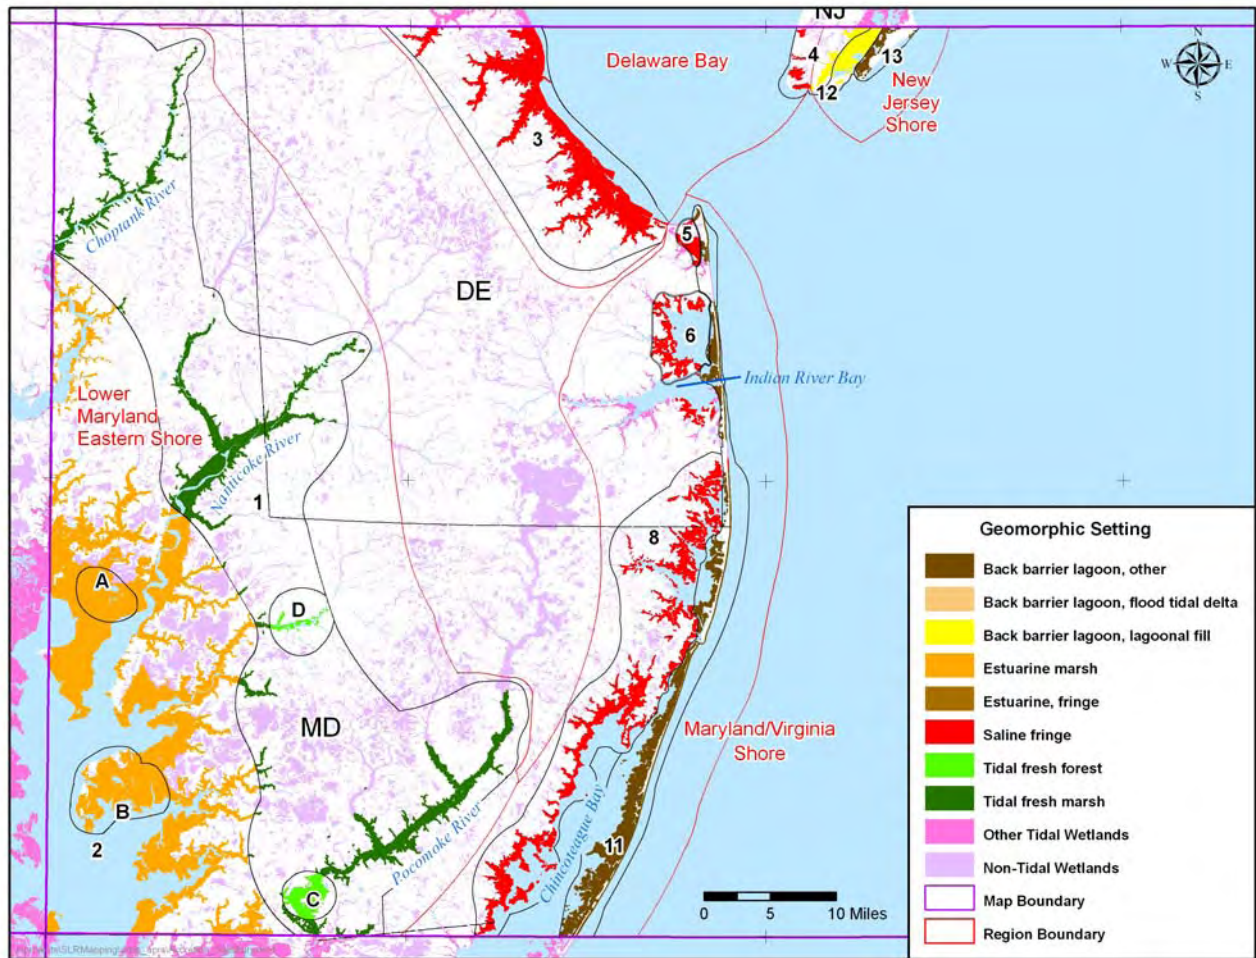 NJ
Delaware Bay
4
13
12
New
Jersey
Shore
N
W E
S
3
Choptank River
5
DE
6
Indian River Bay
Lower
Maryland
Eastern Shore
Nanticoke River
1
8
A
D
MD
Maryland/Virginia
Shore
B
2
Pocomoke River
Chincoteague Bay
11
C
0 5 10 Miles
Geomorphic Setting
Back barrier lagoon, other
Back barrier lagoon, flood tidal delta
Back barrier lagoon, lagoonal fill
Estuarine marsh
Estuarine, fringe
Saline fringe
Tidal fresh forest
Tidal fresh marsh
Other Tidal Wetlands
Non-Tidal Wetlands
Map Boundary
Region Boundary